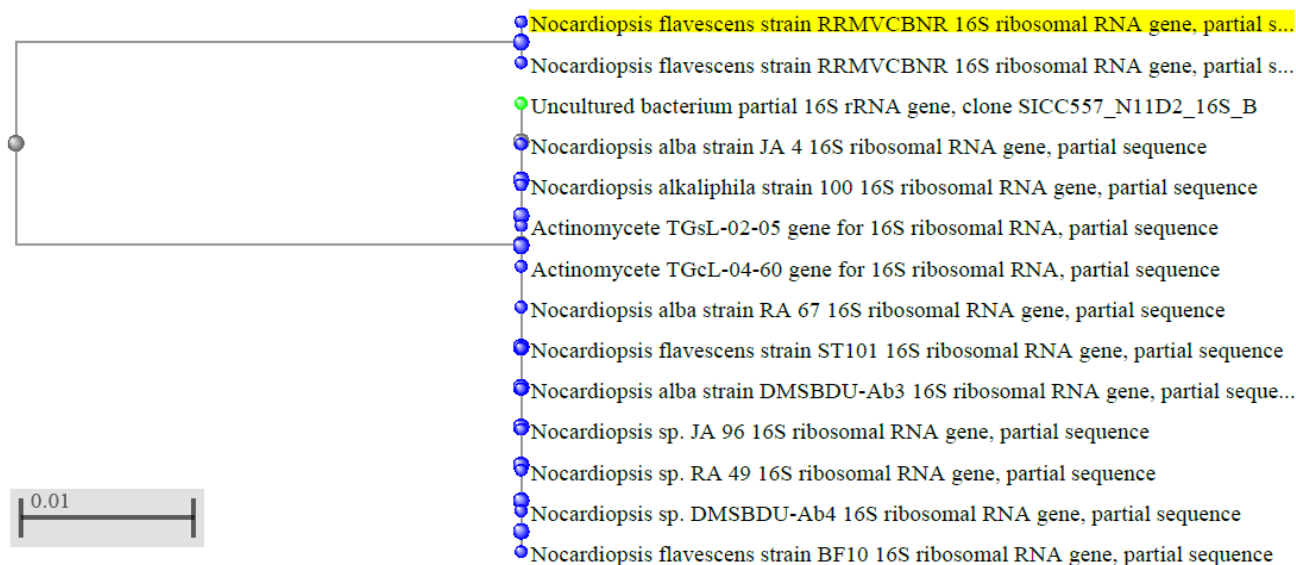 Nocardiopsis flavescens strain RRMVCBNR 16S ribosomal RNA gene, partial s...
Nocardiopsis flavescens strain RRMVCBNR 16S ribosomal RNA gene, partial s...
Uncultured bacterium partial 16S rRNA gene, clone SICC557_N11D2_16S_B
Nocardiopsis alba strain JA 4 16S ribosomal RNA gene, partial sequence
Nocardiopsis alkaliphila strain 100 16S ribosomal RNA gene, partial sequence
Actinomycete TGsL-02-05 gene for 16S ribosomal RNA, partial sequence
Actinomycete TGcL-04-60 gene for 16S ribosomal RNA, partial sequence
Nocardiopsis alba strain RA 67 16S ribosomal RNA gene, partial sequence
Nocardiopsis flavescens strain ST101 16S ribosomal RNA gene, partial sequence
Nocardiopsis alba strain DMSBDU-Ab3 16S ribosomal RNA gene, partial seque...
Nocardiopsis sp. JA 96 16S ribosomal RNA gene, partial sequence
Nocardiopsis sp. RA 49 16S ribosomal RNA gene, partial sequence
Nocardiopsis sp. DMSBDU-Ab4 16S ribosomal RNA gene, partial sequence
Nocardiopsis flavescens strain BF10 16S ribosomal RNA gene, partial sequence
0.01